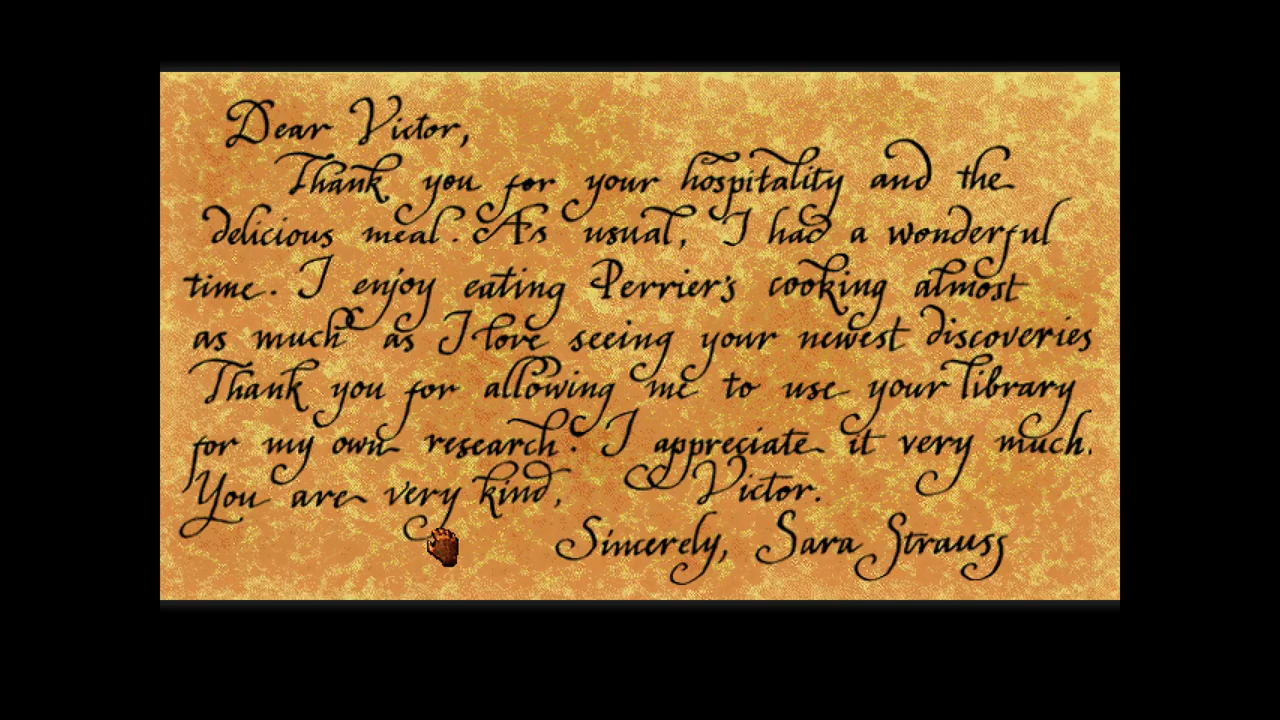 Dear Victor,
Thank you for your hospitality and the
delicious meal. As usual, I had a wonderful
time. I enjoy eating Perrier's cooking almost
as much as I love seeing your newest discoveries
Thank you for allowing me to use your library
for my own research. I appreciate it very much.
You are very kind, Victor.
Sincerely, Sara Strauss